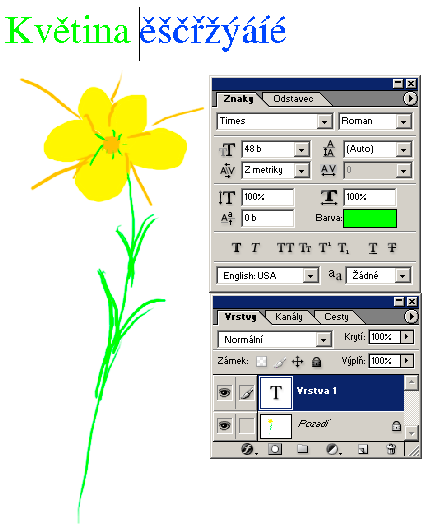 Květina ěščřžýáíé
Znaky Odstavec
Times Roman
48 b (Auto)
Z metriky 0
100% 100%
0 b Barva:
T T TT Tт T¹ T₁ T T
English: USA aa Žádné
Vrstvy Kanály Cesty
Normální Krytí: 100%
Zámek: Výplň: 100%
T Vrstva 1
Pozadí